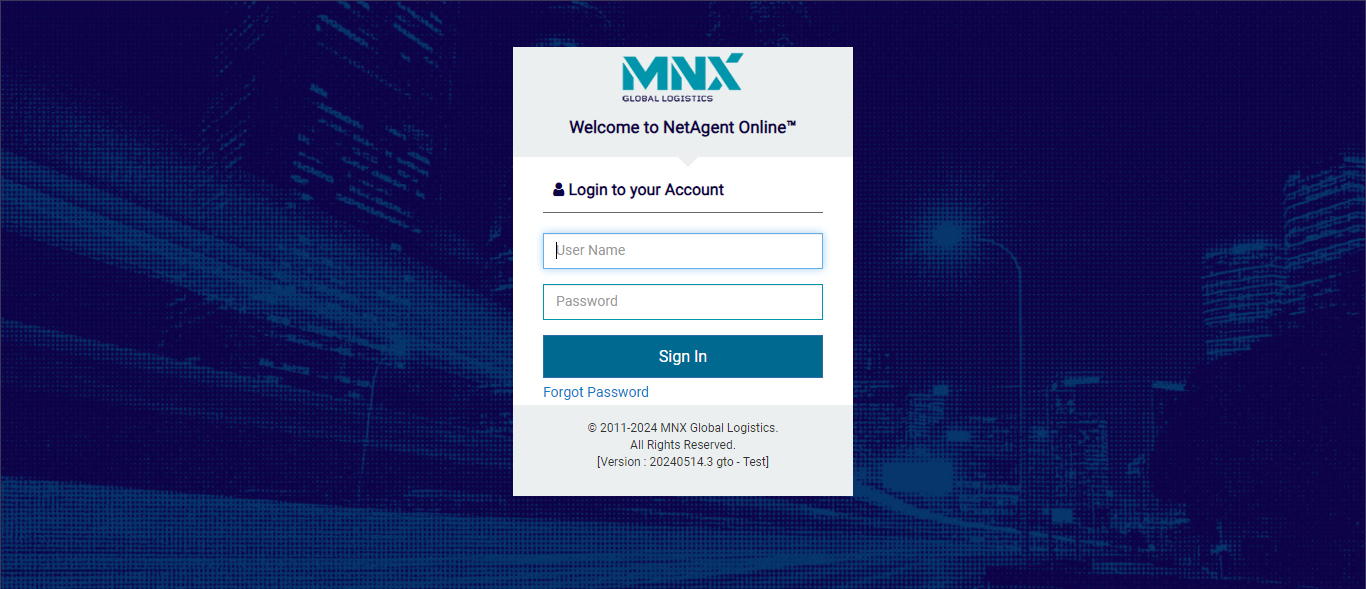 MNX
GLOBAL LOGISTICS
Welcome to NetAgent Online™
Login to your Account
User Name
Password
Sign In
Forgot Password
© 2011-2024 MNX Global Logistics.
All Rights Reserved.
[Version : 20240514.3 gto - Test]